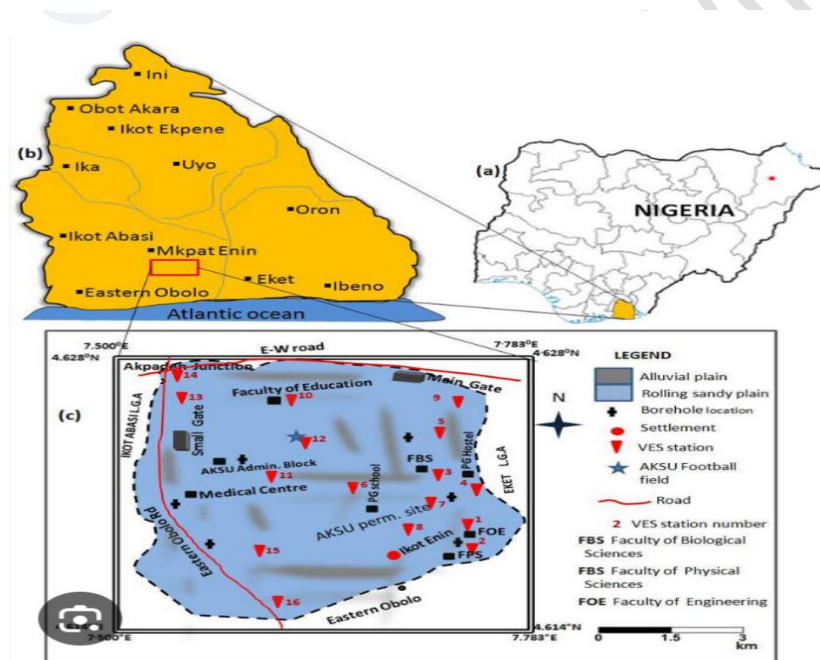 Ini
Obot Akara
Ikot Ekpene
(b)
Ika
Uyo
Oron
Ikot Abasi
Mkpat Enin
Eket
Ibeno
Eastern Obolo
Atlantic ocean
(a)
NIGERIA
7.500°E
E-W road
7.783°E
4.628°N
4.628°N
Akpaden Junction
Main Gate
14
Faculty of Education
13
10
9
(c)
IKOT ABASI L.G.A
Small Gate
5
12
PG Hostel
EKET L.G.A
AKSU Admin. Block
FBS
3
11
6
4
Medical Centre
PG school
7
AKSU perm. site
1
8
FOE
Eastern Obolo Rd
15
Ikot Enin
2
FPS
16
Eastern Obolo
4.614°N
4.614°N
7.500°E
7.783°E
LEGEND
Alluvial plain
Rolling sandy plain
Borehole location
N
Settlement
VES station
AKSU Football
field
Road
2 VES station number
FBS Faculty of Biological
Sciences
FBS Faculty of Physical
Sciences
FOE Faculty of Engineering
0 1.5 3
km